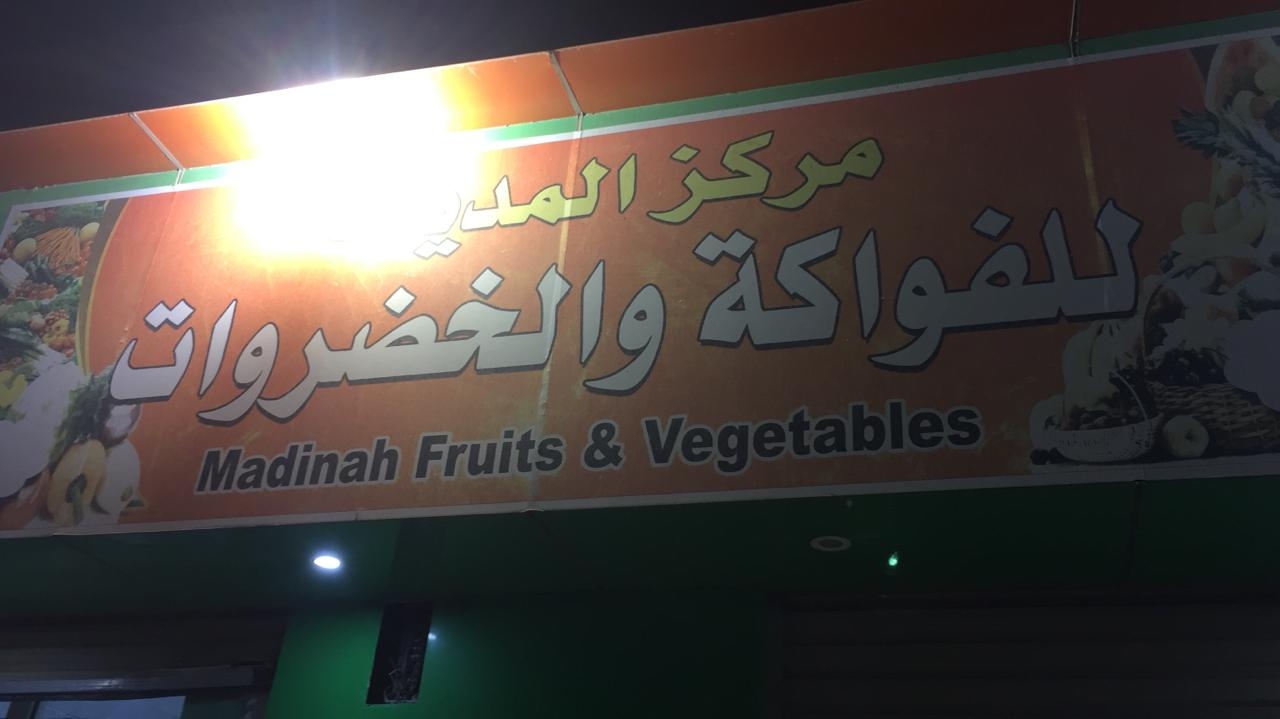 مركز
للفواكة والخضروات
Madinah Fruits & Vegetables